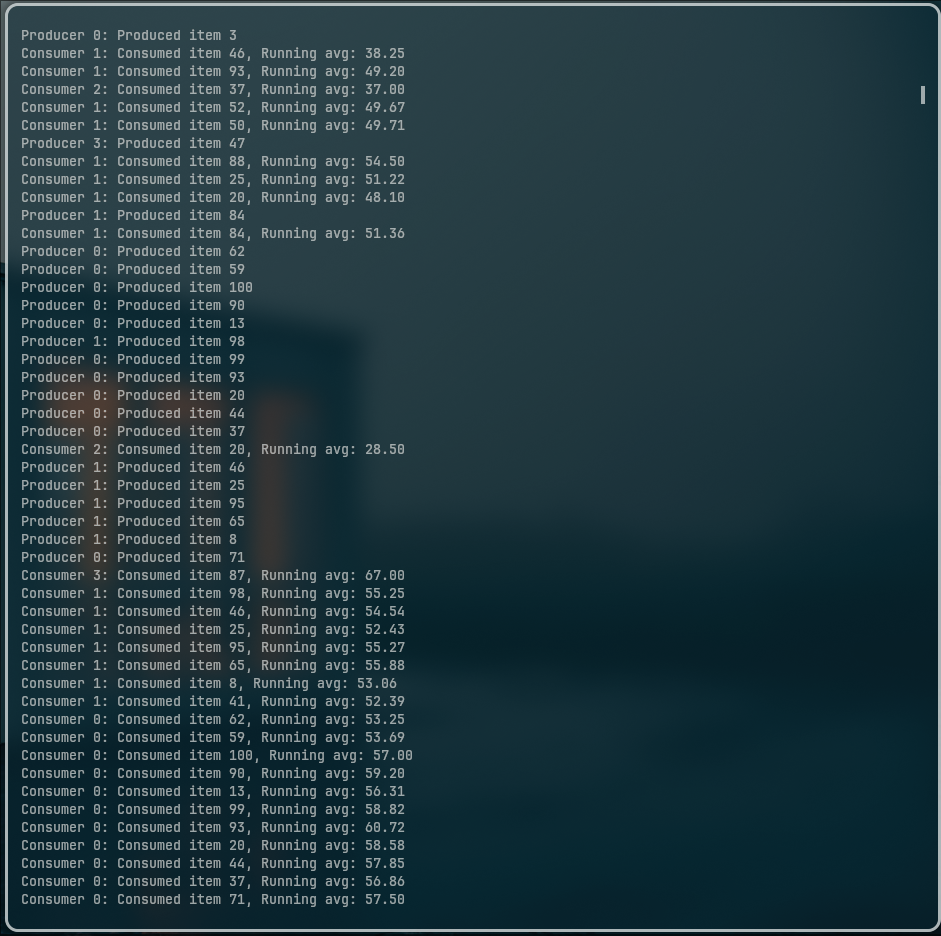 Producer 0: Produced item 3
Consumer 1: Consumed item 46, Running avg: 38.25
Consumer 1: Consumed item 93, Running avg: 49.20
Consumer 2: Consumed item 37, Running avg: 37.00
Consumer 1: Consumed item 52, Running avg: 49.67
Consumer 1: Consumed item 50, Running avg: 49.71
Producer 3: Produced item 47
Consumer 1: Consumed item 88, Running avg: 54.50
Consumer 1: Consumed item 25, Running avg: 51.22
Consumer 1: Consumed item 20, Running avg: 48.10
Producer 1: Produced item 84
Consumer 1: Consumed item 84, Running avg: 51.36
Producer 0: Produced item 62
Producer 0: Produced item 59
Producer 0: Produced item 100
Producer 0: Produced item 90
Producer 0: Produced item 13
Producer 1: Produced item 98
Producer 0: Produced item 99
Producer 0: Produced item 93
Producer 0: Produced item 20
Producer 0: Produced item 44
Producer 0: Produced item 37
Consumer 2: Consumed item 20, Running avg: 28.50
Producer 1: Produced item 46
Producer 1: Produced item 25
Producer 1: Produced item 95
Producer 1: Produced item 65
Producer 1: Produced item 8
Producer 0: Produced item 71
Consumer 3: Consumed item 87, Running avg: 67.00
Consumer 1: Consumed item 98, Running avg: 55.25
Consumer 1: Consumed item 46, Running avg: 54.54
Consumer 1: Consumed item 25, Running avg: 52.43
Consumer 1: Consumed item 95, Running avg: 55.27
Consumer 1: Consumed item 65, Running avg: 55.88
Consumer 1: Consumed item 8, Running avg: 53.06
Consumer 1: Consumed item 41, Running avg: 52.39
Consumer 0: Consumed item 62, Running avg: 53.25
Consumer 0: Consumed item 59, Running avg: 53.69
Consumer 0: Consumed item 100, Running avg: 57.00
Consumer 0: Consumed item 90, Running avg: 59.20
Consumer 0: Consumed item 13, Running avg: 56.31
Consumer 0: Consumed item 99, Running avg: 58.82
Consumer 0: Consumed item 93, Running avg: 60.72
Consumer 0: Consumed item 20, Running avg: 58.58
Consumer 0: Consumed item 44, Running avg: 57.85
Consumer 0: Consumed item 37, Running avg: 56.86
Consumer 0: Consumed item 71, Running avg: 57.50